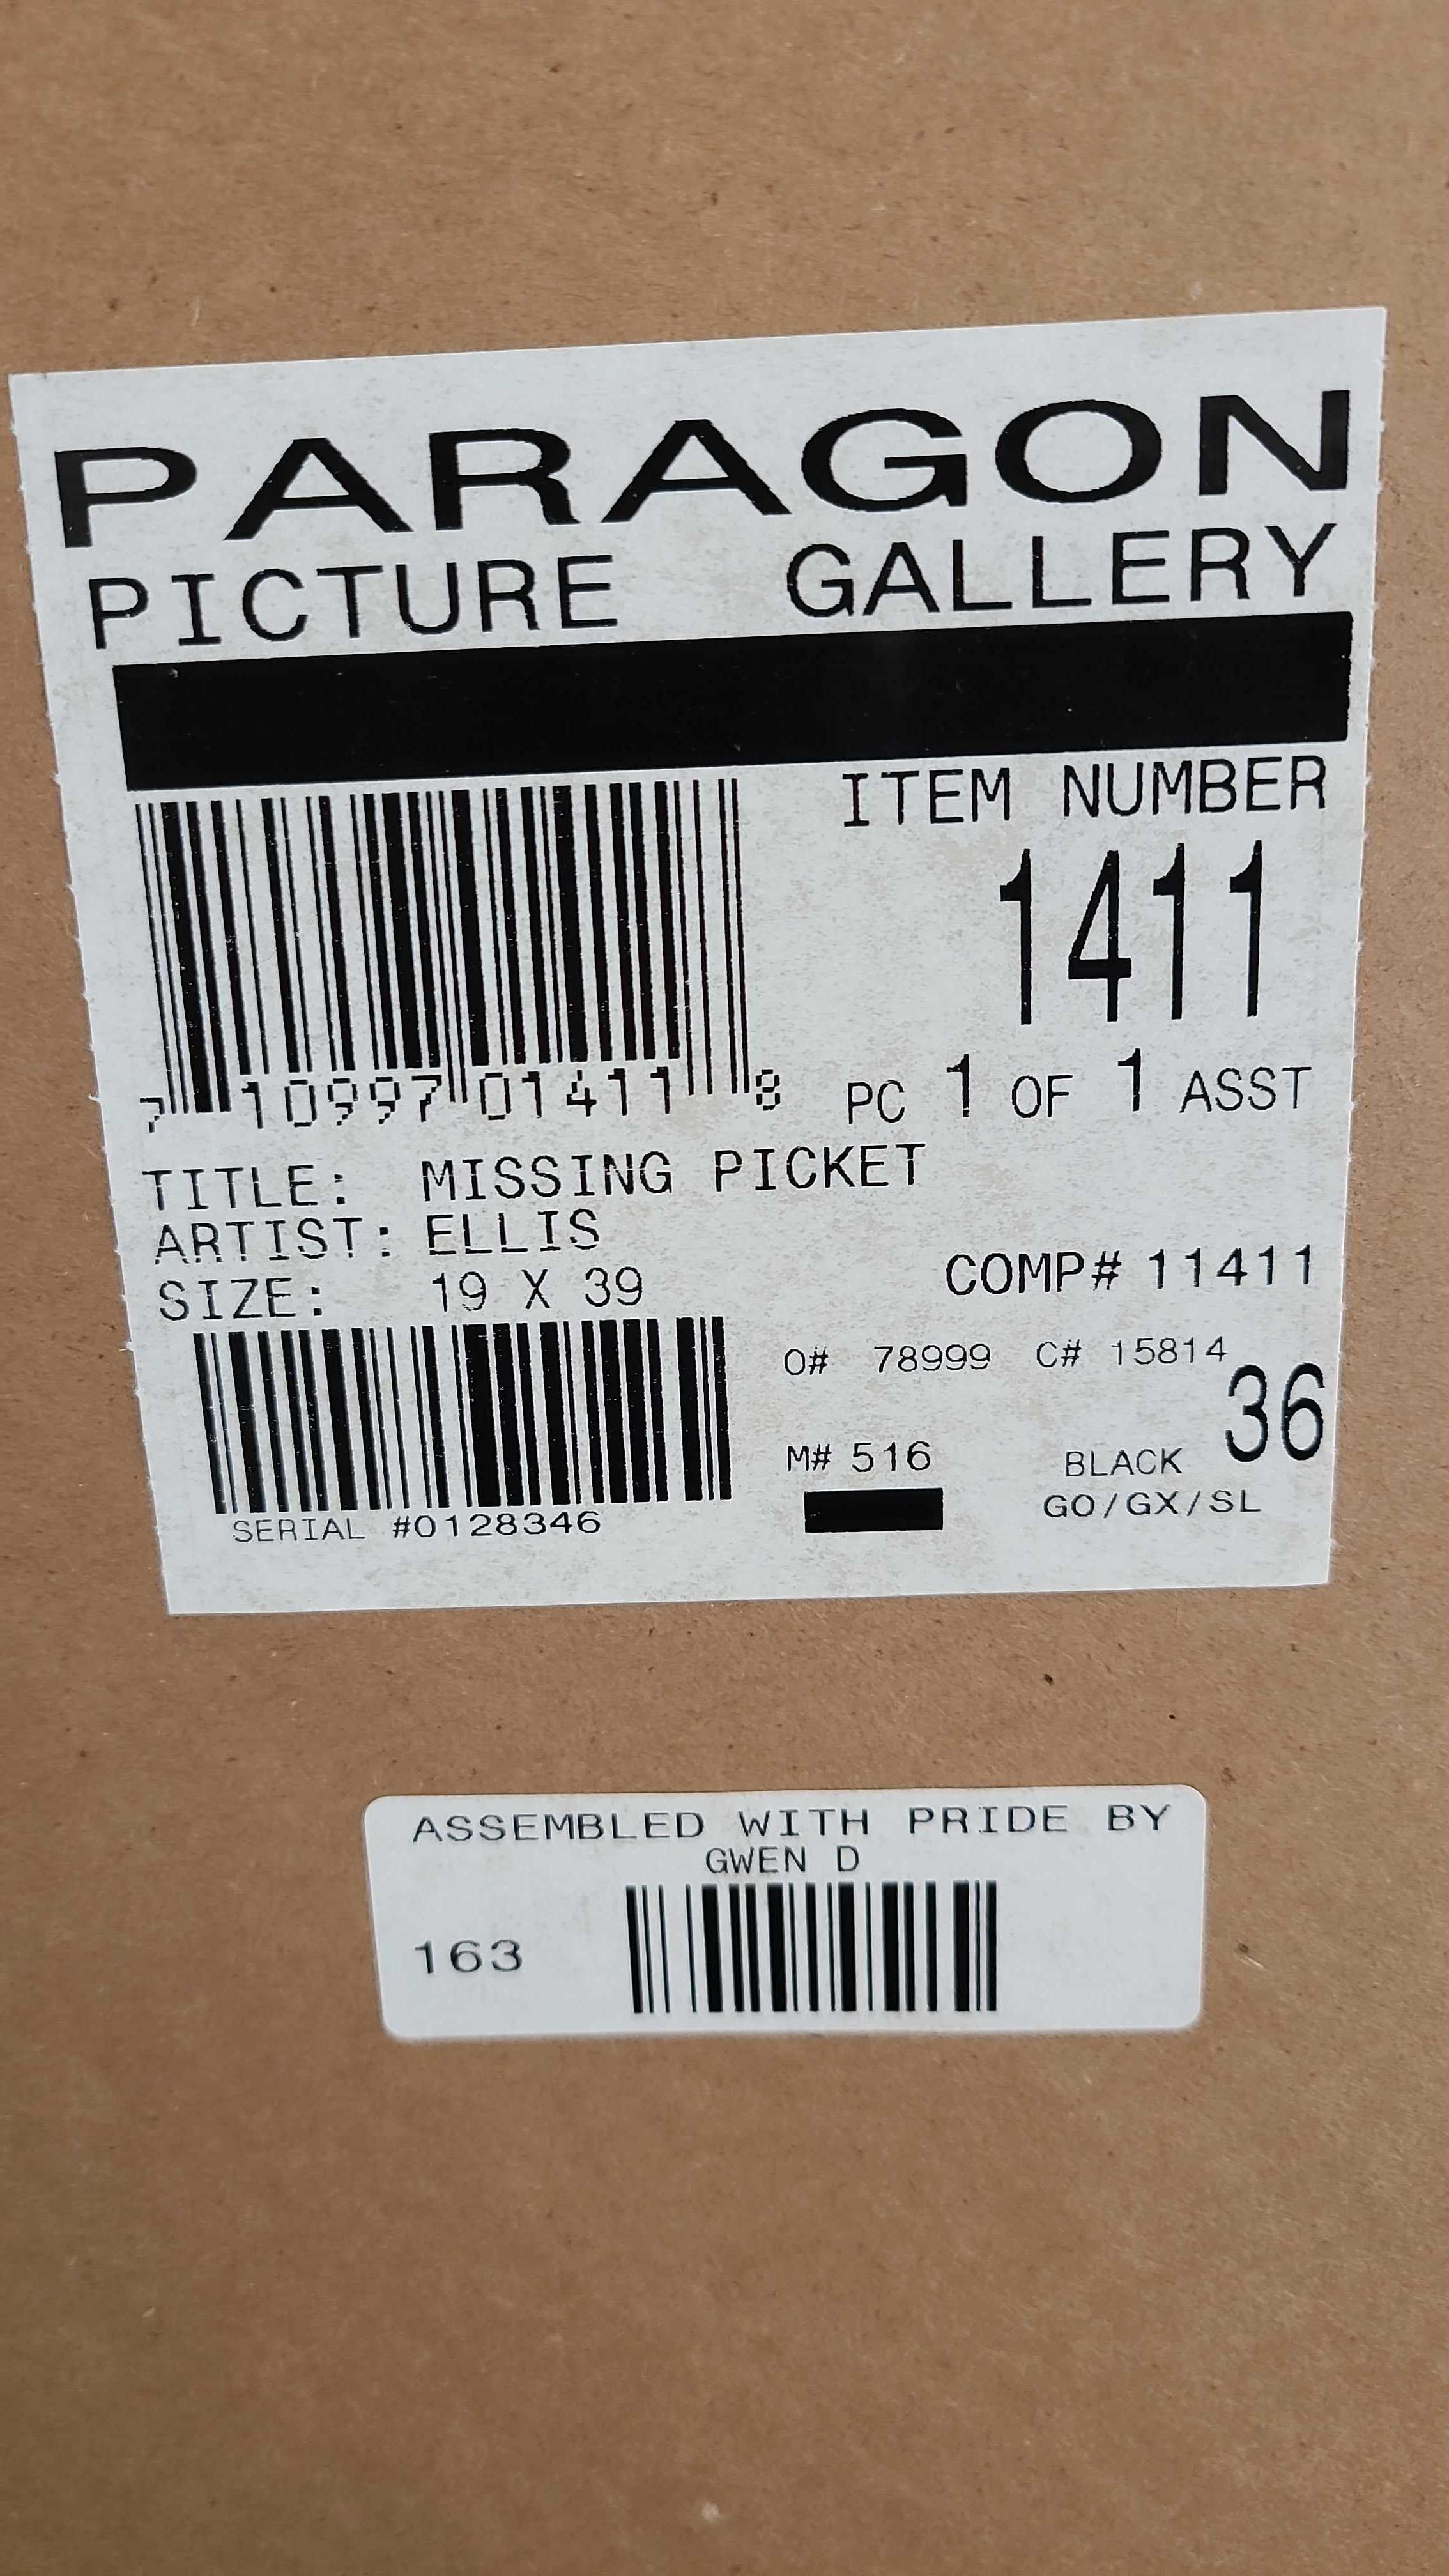 PARAGON
PICTURE GALLERY
ITEM NUMBER
1411
7 10997 01411 8
PC 1 OF 1 ASST
TITLE: MISSING PICKET
ARTIST: ELLIS
SIZE: 19 X 39
COMP# 11411
O# 78999 C# 15814
36
M# 516 BLACK
GO/GX/SL
SERIAL #0128346
ASSEMBLED WITH PRIDE BY
GWEN D
163